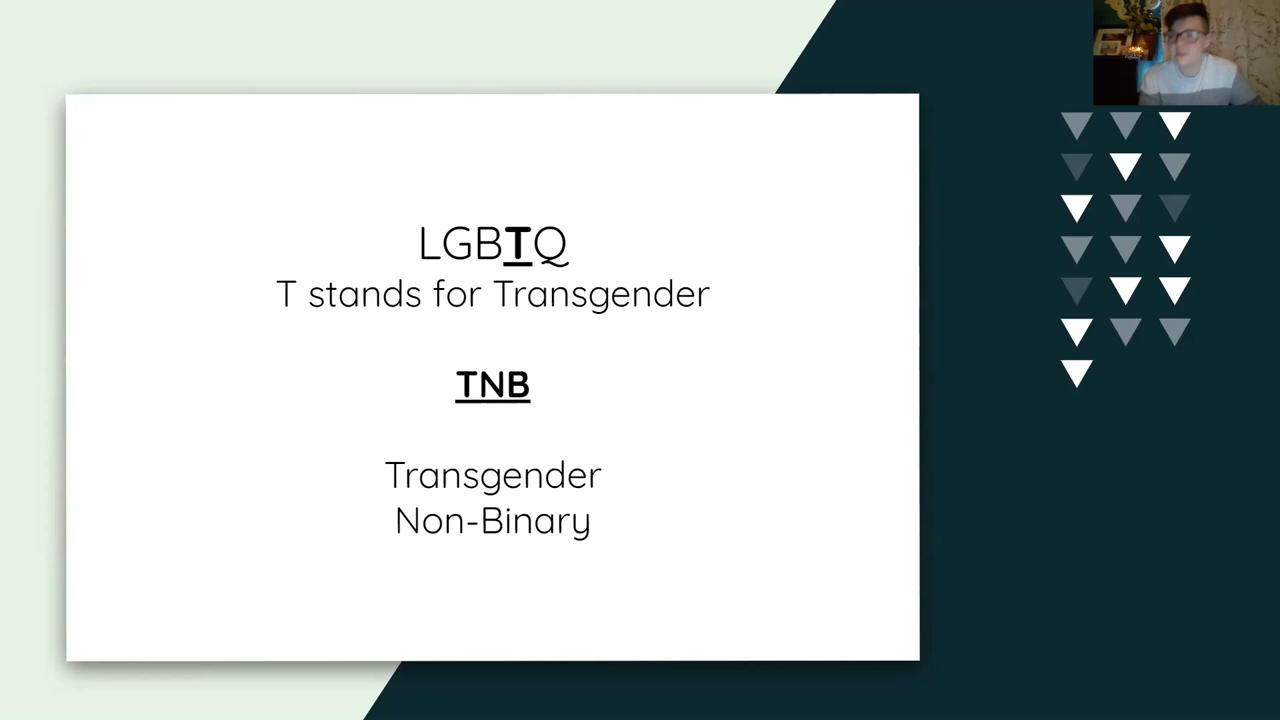 LGBTQ
T stands for Transgender
TNB
Transgender
Non-Binary